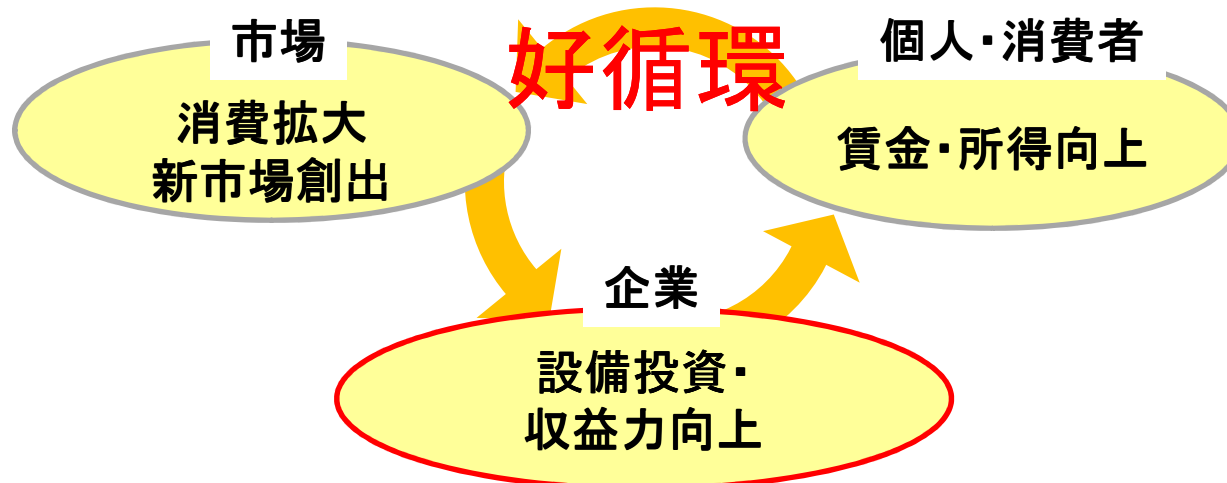 好循環
市場
消費拡大
新市場創出
個人・消費者
賃金・所得向上
企業
設備投資・
収益力向上